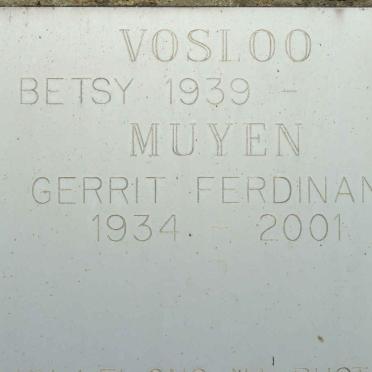 VOSLOO
BETSY 1939 -
MUYEN
GERRIT FERDINAN
1934 - 2001